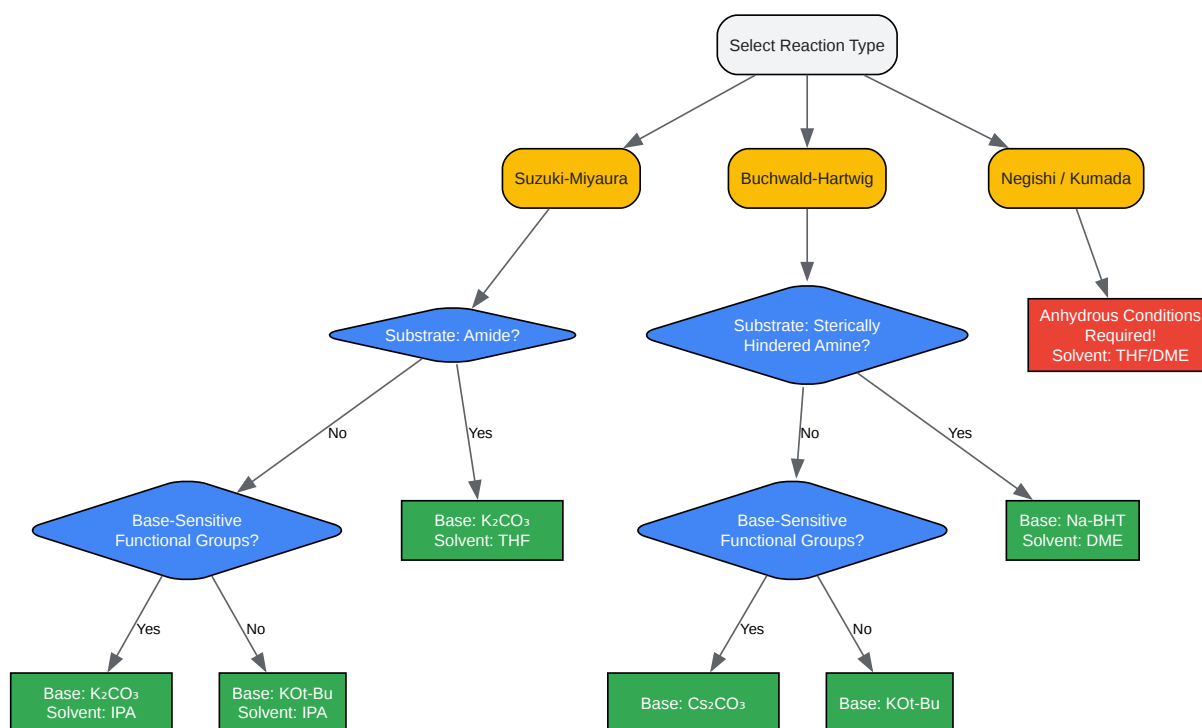 Select Reaction Type
Suzuki-Miyaura
Buchwald-Hartwig
Negishi / Kumada
Substrate: Amide?
Substrate: Sterically
Hindered Amine?
Anhydrous Conditions
Required!
Solvent: THF/DME
No
Yes
No
Yes
Base-Sensitive
Functional Groups?
Base: K₂CO₃
Solvent: THF
Base-Sensitive
Functional Groups?
Base: Na-BHT
Solvent: DME
Yes
No
Yes
No
Base: K₂CO₃
Solvent: IPA
Base: KOt-Bu
Solvent: IPA
Base: Cs₂CO₃
Base: KOt-Bu